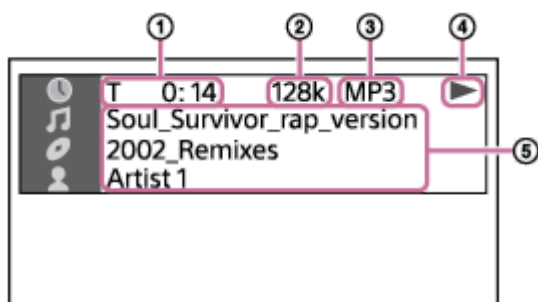 ① ② ③ ④
T 0:14 128k MP3
Soul_Survivor_rap_version
2002_Remixes
Artist 1
⑤